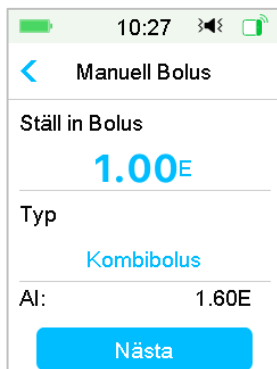 10:27
Manuell Bolus
Ställ in Bolus
1.00E
Typ
Kombibolus
AI: 1.60E
Nästa